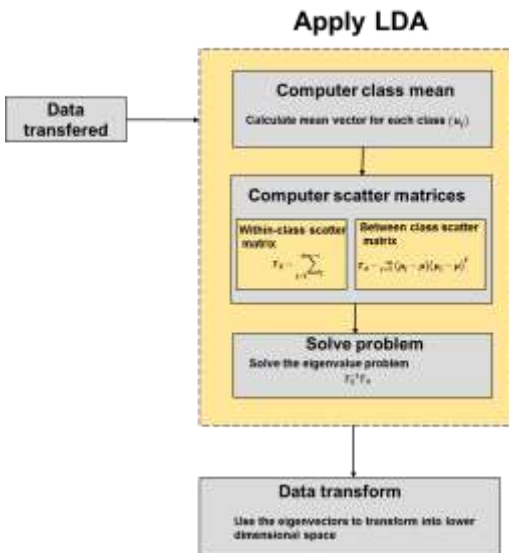 Apply LDA
Data
transfered
Computer class mean
Calculate mean vector for each class
Computer scatter matrices
Within-class scatter
matrix
Between class scatter
matrix
Solve problem
Solve the eigenvalue problem
Data transform
Use the eigenvectors to transform into lower
dimensional space